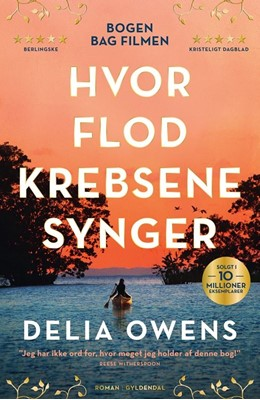 BOGEN
BAG FILMEN
BERLINGSKE
KRISTELIGT DAGBLAD
HVOR
FLOD
KREBSENE
SYNGER
SOLGT I
10
MILLIONER
EKSEMPLARER
DELIA OWENS
"Jeg har ikke ord for, hvor meget jeg holder af denne bog!"
REESE WITHERSPOON
ROMAN · GYLDENDAL